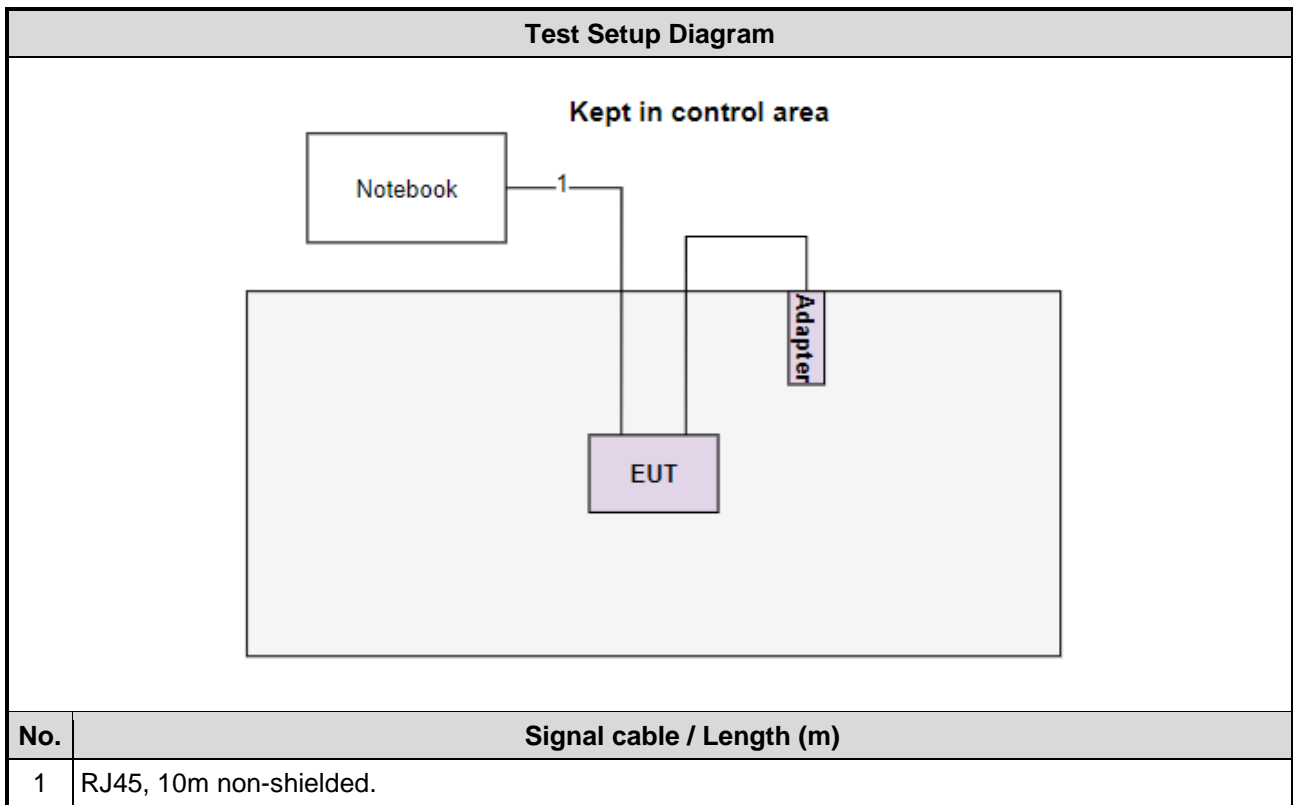 Test Setup Diagram
Kept in control area
Notebook
1
Adapter
EUT
No. Signal cable / Length (m)
1 RJ45, 10m non-shielded.